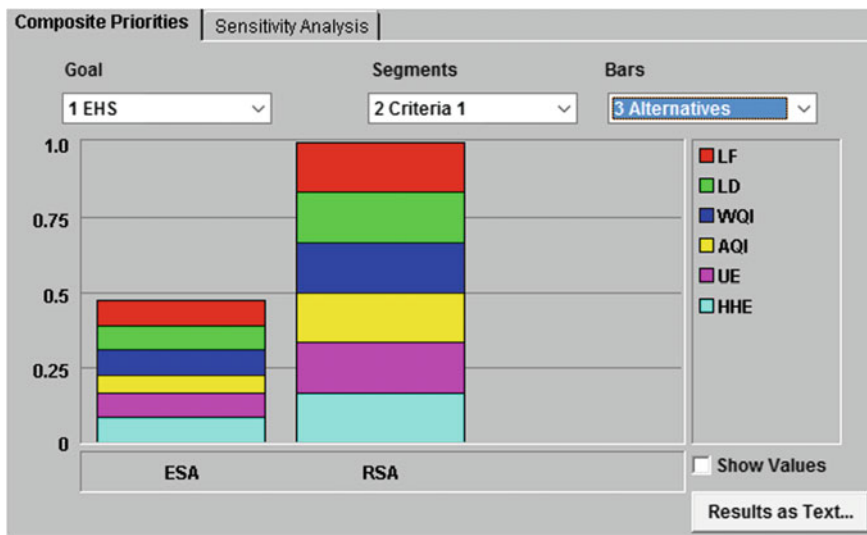 Composite Priorities Sensitivity Analysis
Goal Segments Bars
1 EHS 2 Criteria 1 3 Alternatives
1.0
0.75
0.5
0.25
0
LF
LD
WQI
AQI
UE
HHE
ESA RSA
Show Values
Results as Text...